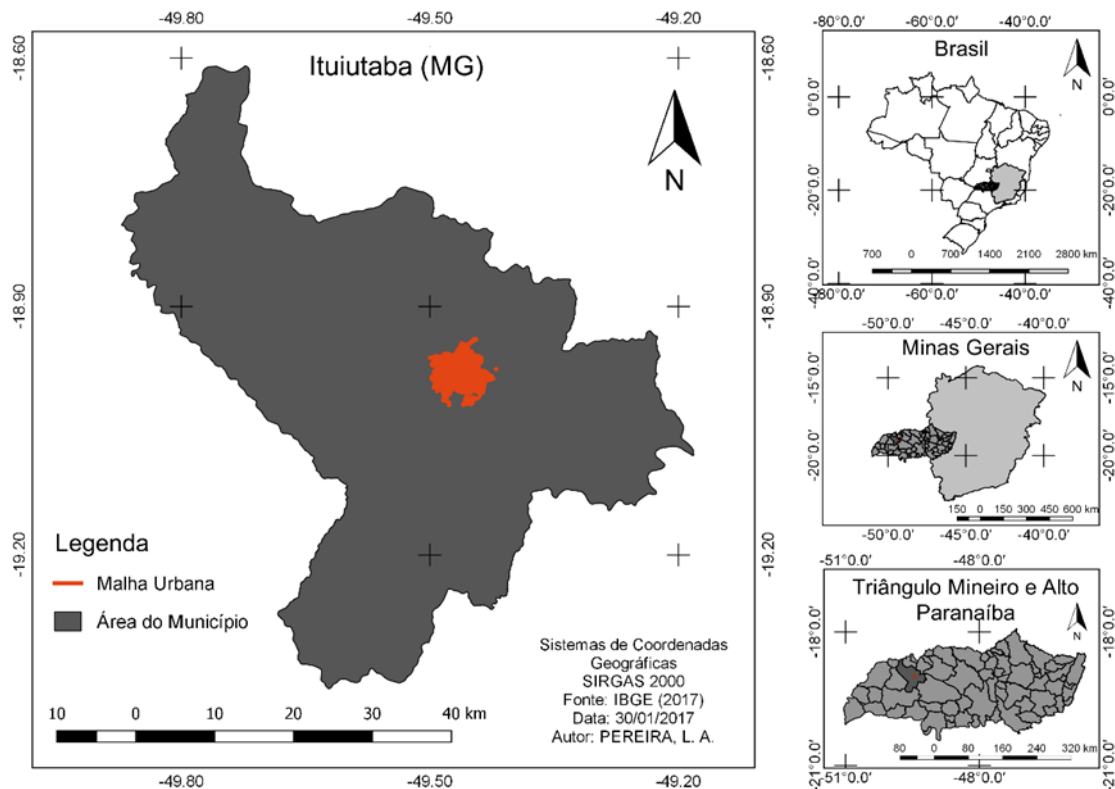 -49.80 -49.50 -49.20
-18.60 -18.60
Ituiutaba (MG)
N
-18.90 -18.90
-19.20 -19.20
Legenda
Malha Urbana
Área do Município
Sistemas de Coordenadas
Geográficas
SIRGAS 2000
Fonte: IBGE (2017)
Data: 30/01/2017
Autor: PEREIRA, L. A.
10 0 10 20 30 40 km
-49.80 -49.50 -49.20
-80°0.0' -60°0.0' -40°0.0'
Brasil
N
0°0.0' 0°0.0'
-20°0.0' -20°0.0'
700 0 700 1400 2100 2800 km
-40°0.0' -40°0.0'
-80°0.0' -60°0.0' -40°0.0'
-50°0.0' -45°0.0' -40°0.0'
Minas Gerais
N
-15°0.0' -15°0.0'
-20°0.0' -20°0.0'
150 0 150 300 450 600 km
-50°0.0' -45°0.0' -40°0.0'
-51°0.0' -48°0.0'
Triângulo Mineiro e Alto
Paranaíba
N
-18°0.0' -18°0.0'
80 0 80 160 240 320 km
-21°0.0' -21°0.0'
-51°0.0' -48°0.0'